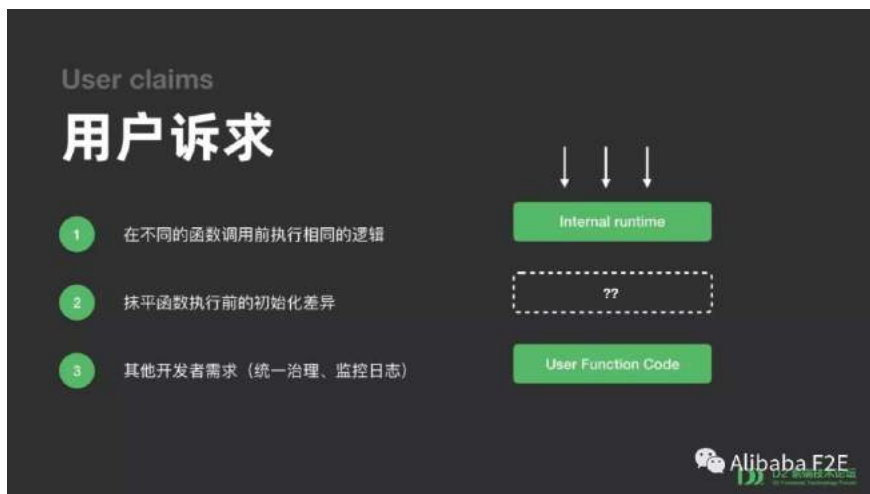 User claims
用户诉求
1
在不同的函数调用前执行相同的逻辑
2
抹平函数执行前的初始化差异
3
其他开发者需求（统一治理、监控日志）
Internal runtime
??
User Function Code
Alibaba F2E